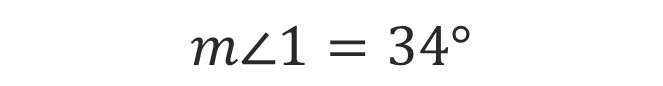 m∠1 = 34°